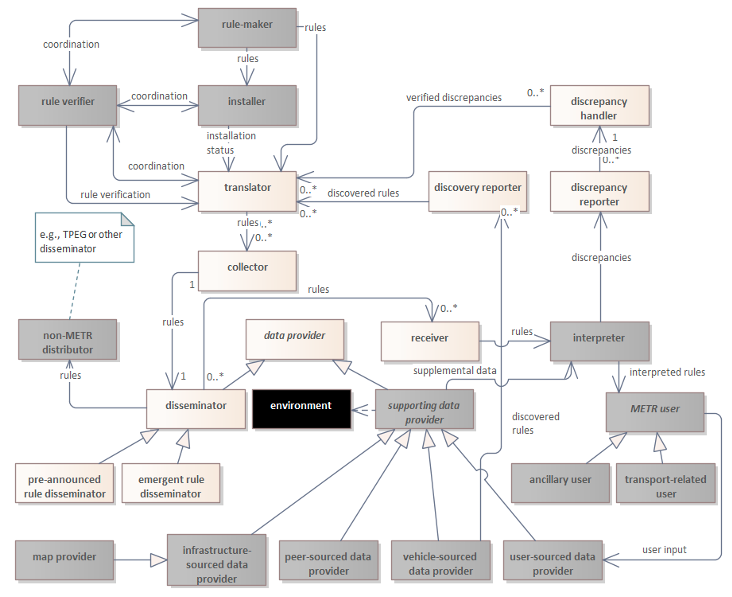 rule-maker
rules
coordination
rules
rule verifier
coordination
installer
verified discrepancies
0..*
discrepancy
handler
installation
status
1
discrepancies
0..*
coordination
translator
rule verification
0..*
discovered rules
0..*
discovery reporter
0..*
discrepancy
reporter
rules
..*
0..*
e.g., TPEG or other
disseminator
collector
1
discrepancies
rules
rules
0..*
non-METR
distributor
data provider
receiver
rules
interpreter
rules
1
0..*
supplemental data
interpreted rules
disseminator
environment
supporting data
provider
discovered
rules
METR user
pre-announced
rule disseminator
emergent rule
disseminator
ancillary user
transport-related
user
map provider
infrastructure-
sourced data
provider
peer-sourced data
provider
vehicle-sourced
data provider
user-sourced data
provider
user input